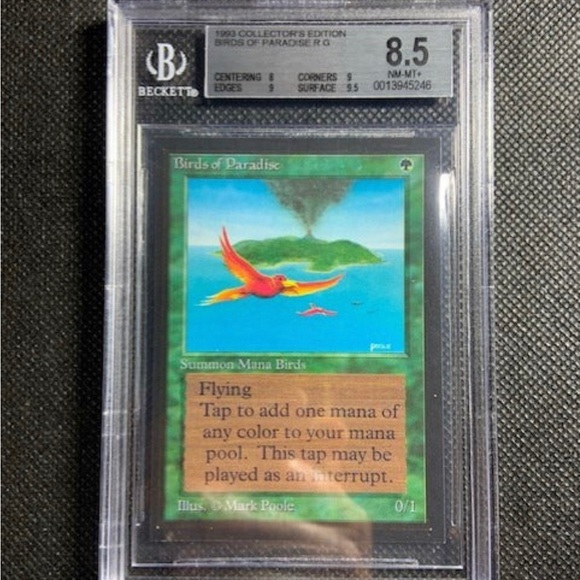 1993 COLLECTOR'S EDITION
BIRDS OF PARADISE R G
8.5
NM-MT+
0013945246
CENTERING 8 CORNERS 9
EDGES 9 SURFACE 9.5
B
BECKETT®
Birds of Paradise
POOLE
Summon Mana Birds
Flying
Tap to add one mana of
any color to your mana
pool. This tap may be
played as an interrupt.
Illus. © Mark Poole
0/1